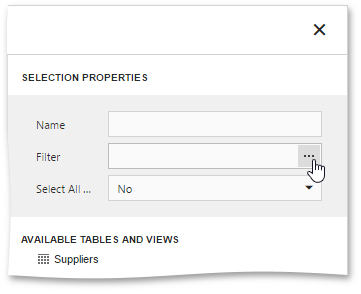 SELECTION PROPERTIES
Name
Filter ...
Select All ... No
AVAILABLE TABLES AND VIEWS
Suppliers